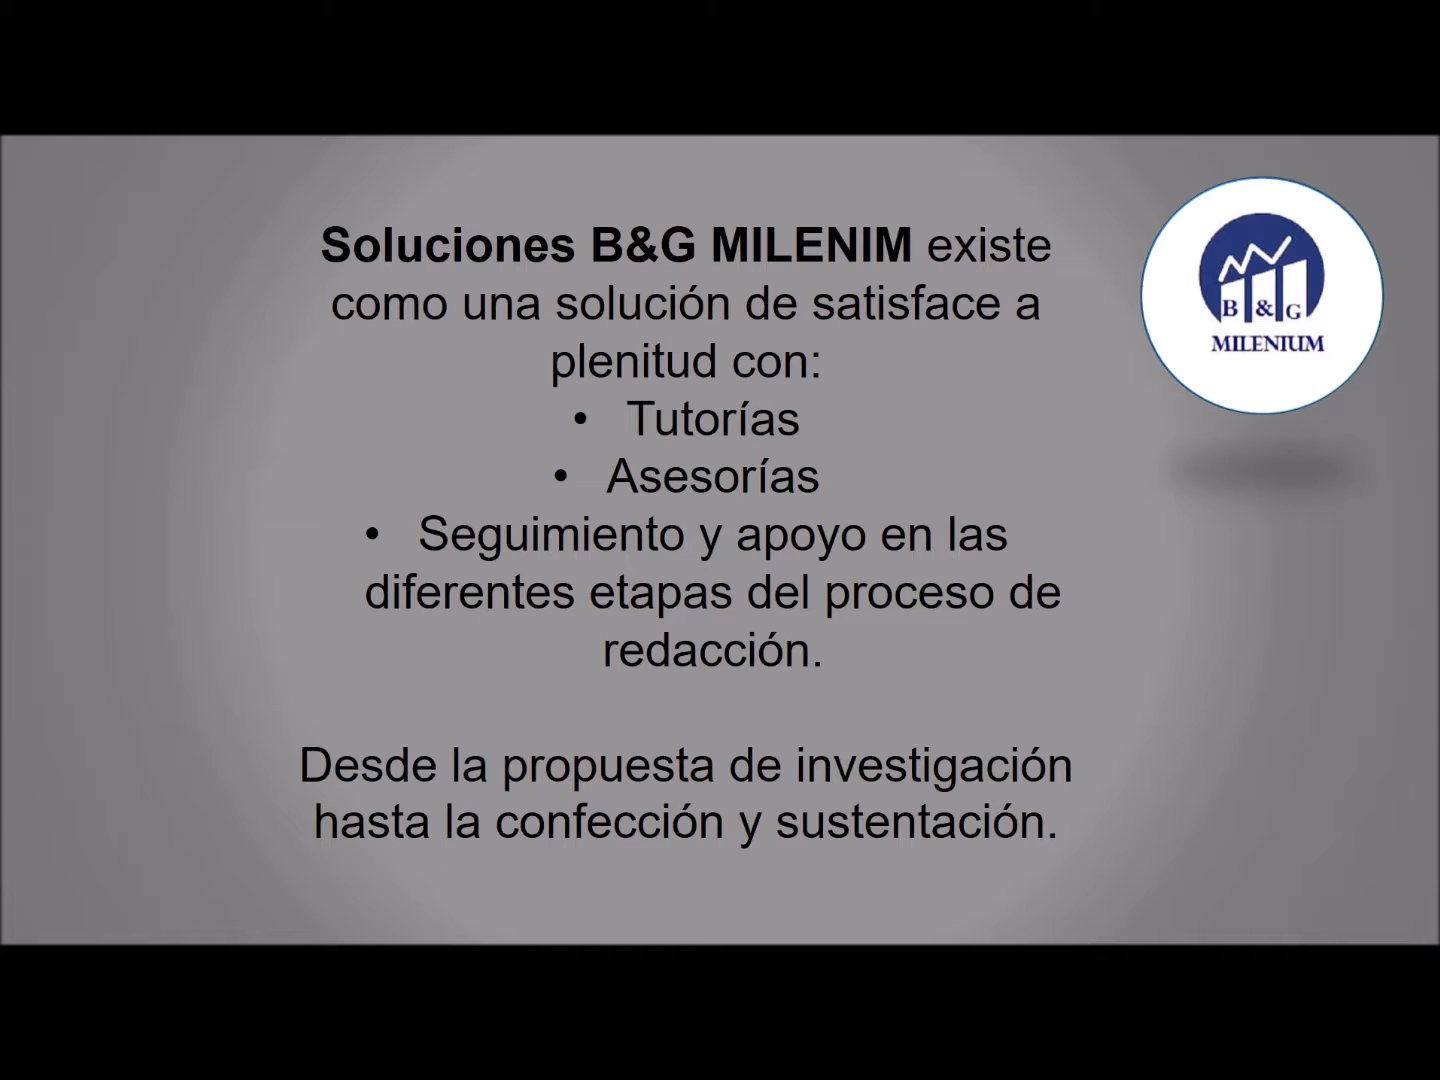 Soluciones B&G MILENIM existe
como una solución de satisface a
plenitud con:
• Tutorías
• Asesorías
• Seguimiento y apoyo en las
diferentes etapas del proceso de
redacción.
Desde la propuesta de investigación
hasta la confección y sustentación.
B & G
MILENIUM